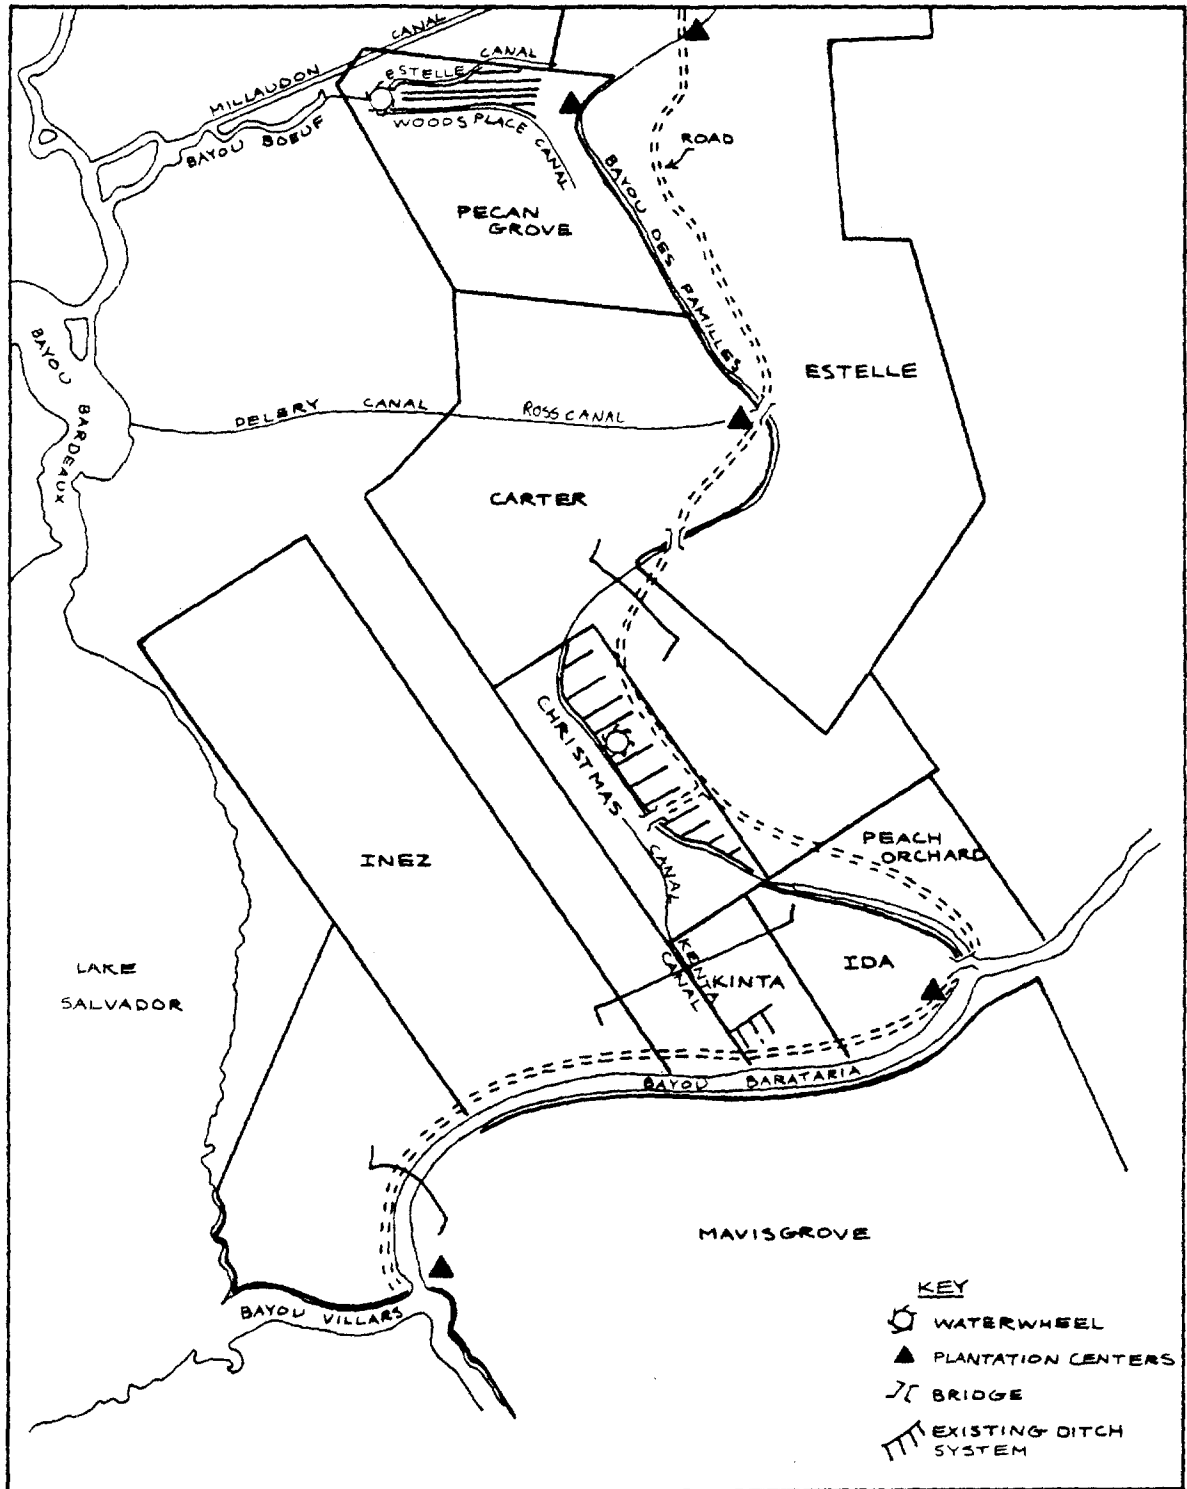 MILLAUDON CANAL
ESTELLE CANAL
BAYOU BOEUF
WOODS PLACE CANAL
ROAD
PECAN
GROVE
BAYOU DES FAMILLES
BAYOU BARDEAUX
ESTELLE
DELERY CANAL
ROSS CANAL
CARTER
CHRISTMAS
CANAL
PEACH
ORCHARD
INEZ
KENTA
CANAL
KINTA
IDA
LAKE
SALVADOR
BAYOU BARATARIA
MAVISGROVE
BAYOU VILLARS
KEY
WATERWHEEL
PLANTATION CENTERS
BRIDGE
EXISTING DITCH
SYSTEM